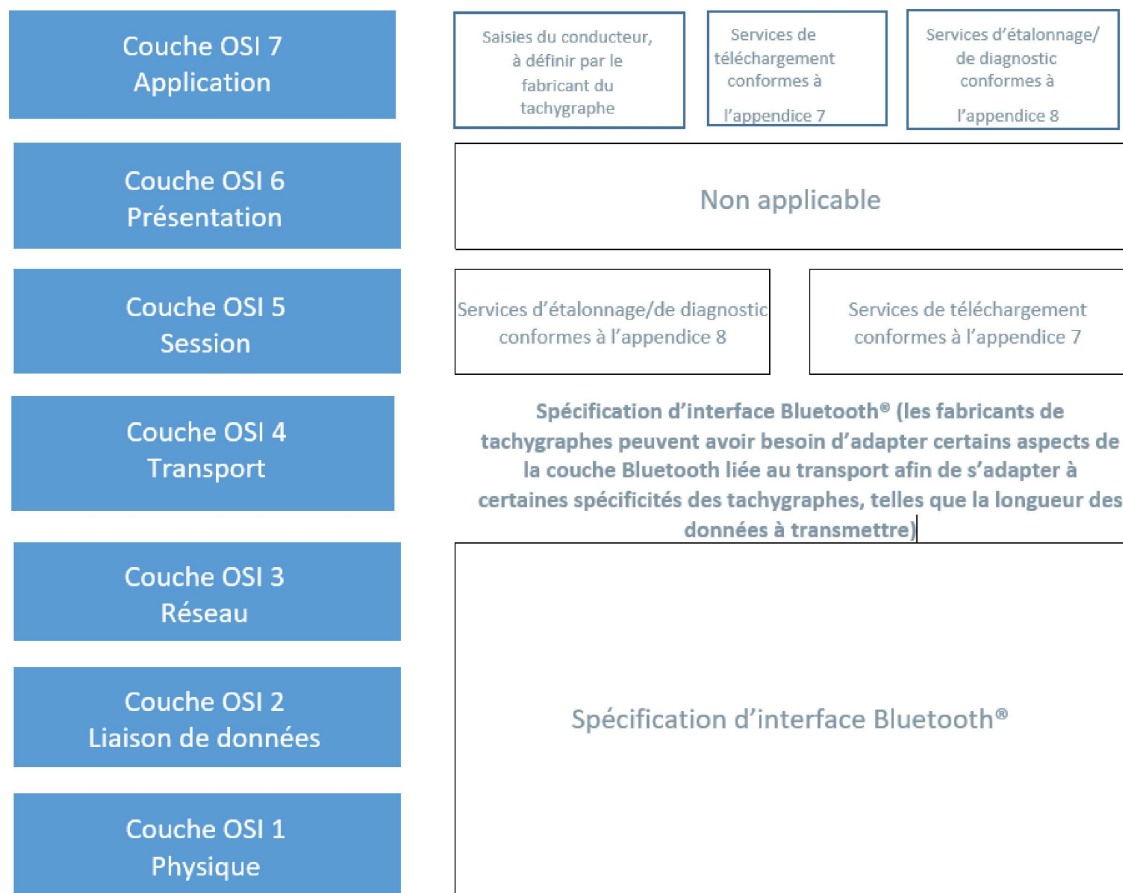 Couche OSI 7
Application
Saisies du conducteur,
à définir par le
fabricant du
tachygraphe
Services de
téléchargement
conformes à
l'appendice 7
Services d'étalonnage/
de diagnostic
conformes à
l'appendice 8
Couche OSI 6
Présentation
Non applicable
Couche OSI 5
Session
Services d'étalonnage/de diagnostic
conformes à l'appendice 8
Services de téléchargement
conformes à l'appendice 7
Couche OSI 4
Transport
Spécification d'interface Bluetooth® (les fabricants de
tachygraphes peuvent avoir besoin d'adapter certains aspects de
la couche Bluetooth liée au transport afin de s'adapter à
certaines spécificités des tachygraphes, telles que la longueur des
données à transmettre)
Couche OSI 3
Réseau
Couche OSI 2
Liaison de données
Couche OSI 1
Physique
Spécification d'interface Bluetooth®